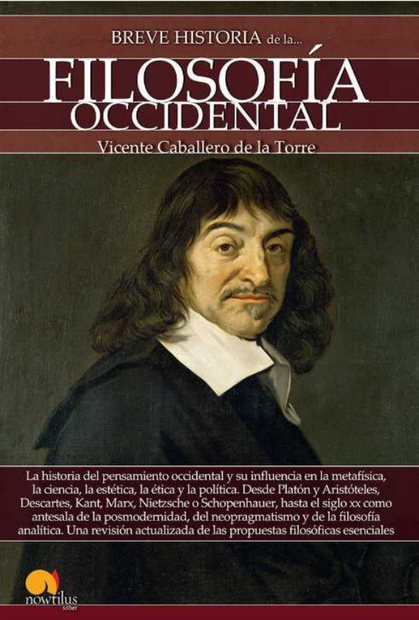 BREVE HISTORIA de la...
FILOSOFÍA
OCCIDENTAL
Vicente Caballero de la Torre
La historia del pensamiento occidental y su influencia en la metafísica,
la ciencia, la estética, la ética y la política. Desde Platón y Aristóteles,
Descartes, Kant, Marx, Nietzsche o Schopenhauer, hasta el siglo XX como
antesala de la posmodernidad, del neopragmatismo y de la filosofía
analítica. Una revisión actualizada de las propuestas filosóficas esenciales
nowtilus
saber